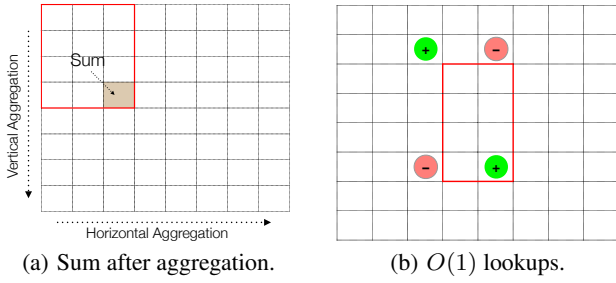 Sum
Vertical Aggregation
Horizontal Aggregation
(a) Sum after aggregation.
+ −
− +
(b) O(1) lookups.